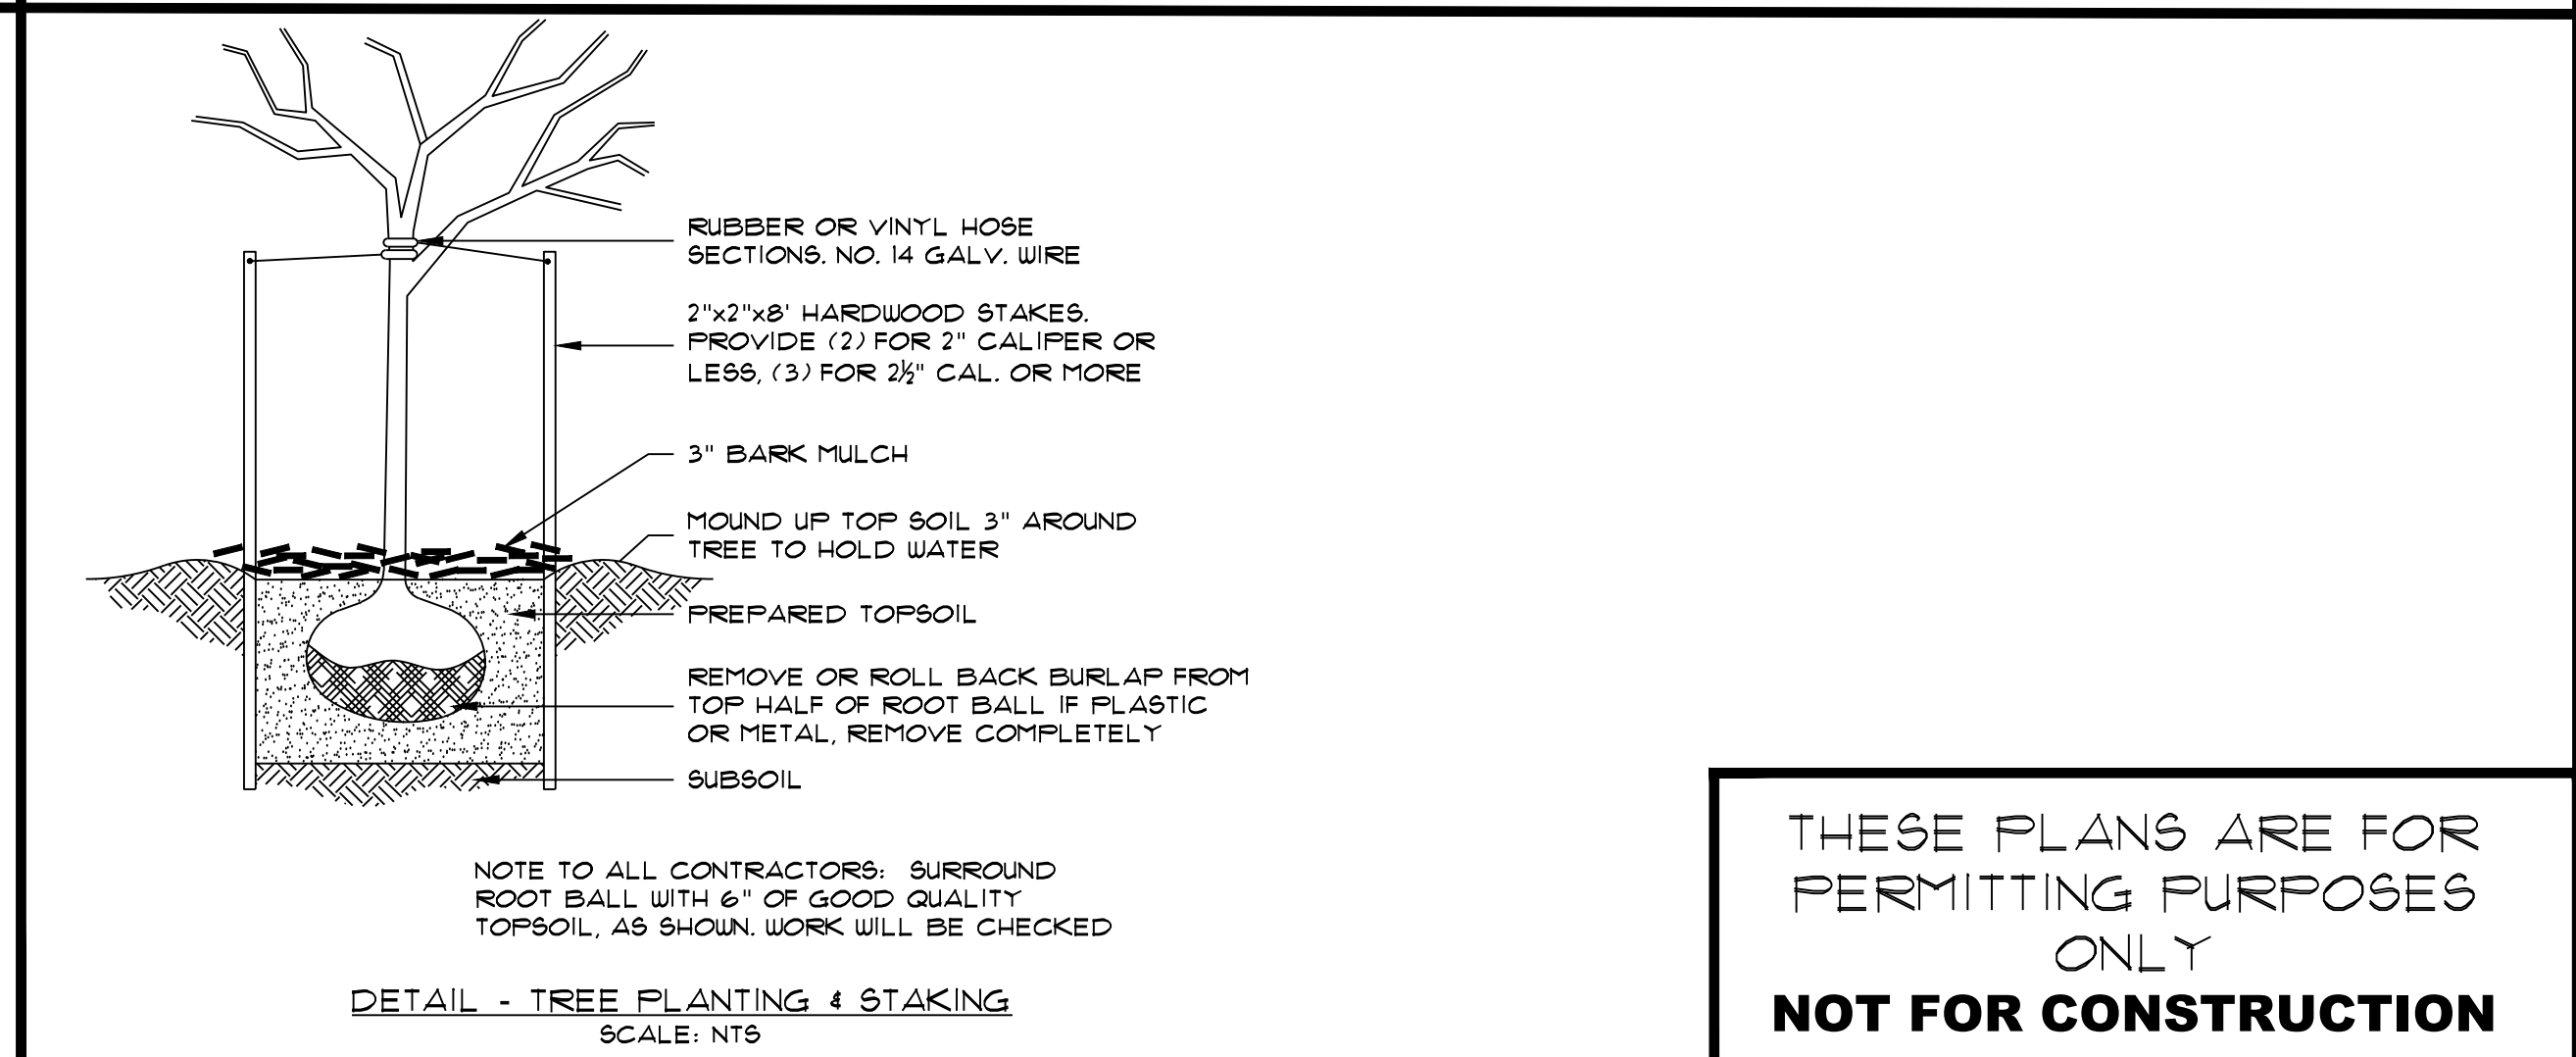 RUBBER OR VINYL HOSE
SECTIONS. NO. 14 GALV. WIRE
2"x2"x8' HARDWOOD STAKES.
PROVIDE (2) FOR 2" CALIPER OR
LESS, (3) FOR 2½" CAL. OR MORE
3" BARK MULCH
MOUND UP TOP SOIL 3" AROUND
TREE TO HOLD WATER
PREPARED TOPSOIL
REMOVE OR ROLL BACK BURLAP FROM
TOP HALF OF ROOT BALL IF PLASTIC
OR METAL, REMOVE COMPLETELY
SUBSOIL
NOTE TO ALL CONTRACTORS: SURROUND
ROOT BALL WITH 6" OF GOOD QUALITY
TOPSOIL, AS SHOWN. WORK WILL BE CHECKED
DETAIL - TREE PLANTING & STAKING
SCALE: NTS
THESE PLANS ARE FOR
PERMITTING PURPOSES
ONLY
NOT FOR CONSTRUCTION